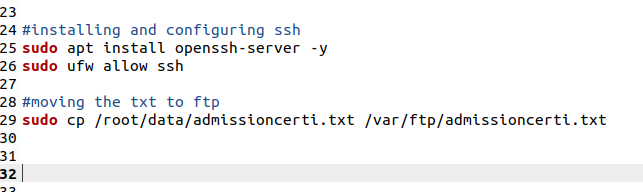 23
24 #installing and configuring ssh
25 sudo apt install openssh-server -y
26 sudo ufw allow ssh
27
28 #moving the txt to ftp
29 sudo cp /root/data/admissioncerti.txt /var/ftp/admissioncerti.txt
30
31
32
33